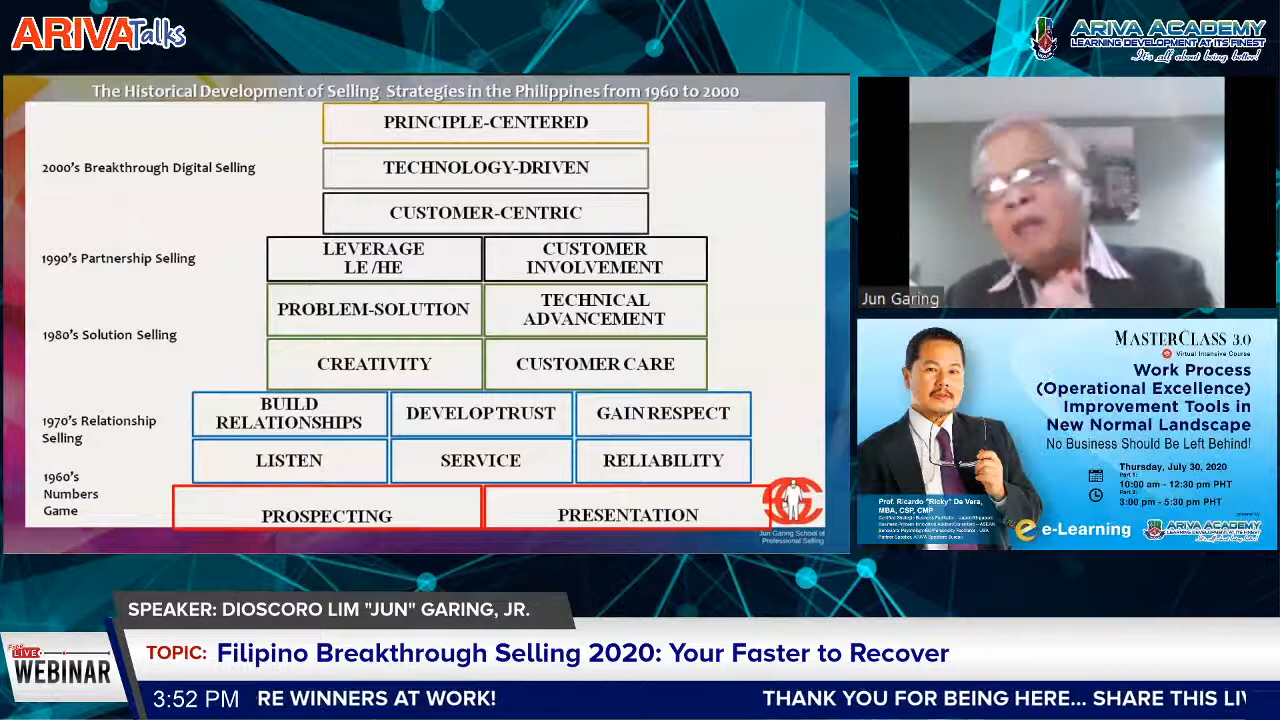 ARIVATalks
ARIVA ACADEMY
LEARNING DEVELOPMENT AT ITS FINEST
It's all about being better!
The Historical Development of Selling Strategies in the Philippines from 1960 to 2000
PRINCIPLE-CENTERED
2000's Breakthrough Digital Selling
TECHNOLOGY-DRIVEN
CUSTOMER-CENTRIC
1990's Partnership Selling
LEVERAGE
LE /HE
CUSTOMER
INVOLVEMENT
1980's Solution Selling
PROBLEM-SOLUTION
TECHNICAL
ADVANCEMENT
CREATIVITY
CUSTOMER CARE
1970's Relationship
Selling
BUILD
RELATIONSHIPS
DEVELOP TRUST
GAIN RESPECT
LISTEN
SERVICE
RELIABILITY
1960's
Numbers
Game
PROSPECTING
PRESENTATION
Jun Garing School of
Professional Selling
Jun Garing
MASTERCLASS 3.0
Virtual Intensive Course
Work Process
(Operational Excellence)
Improvement Tools in
New Normal Landscape
No Business Should Be Left Behind!
Thursday, July 30, 2020
Part 1:
10:00 am - 12:30 pm PHT
Part 2:
3:00 pm - 5:30 pm PHT
Prof. Ricardo "Ricky" De Vera,
MBA, CSP, CMP
e-Learning
ARIVA ACADEMY
SPEAKER: DIOSCORO LIM "JUN" GARING, JR.
Free
LIVE
WEBINAR
TOPIC: Filipino Breakthrough Selling 2020: Your Faster to Recover
3:52 PM
RE WINNERS AT WORK!
THANK YOU FOR BEING HERE... SHARE THIS LIV